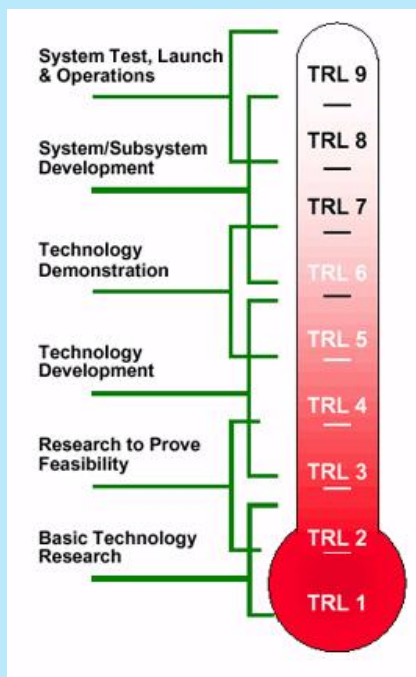 System Test, Launch
& Operations
System/Subsystem
Development
Technology
Demonstration
Technology
Development
Research to Prove
Feasibility
Basic Technology
Research
TRL 9
TRL 8
TRL 7
TRL 6
TRL 5
TRL 4
TRL 3
TRL 2
TRL 1